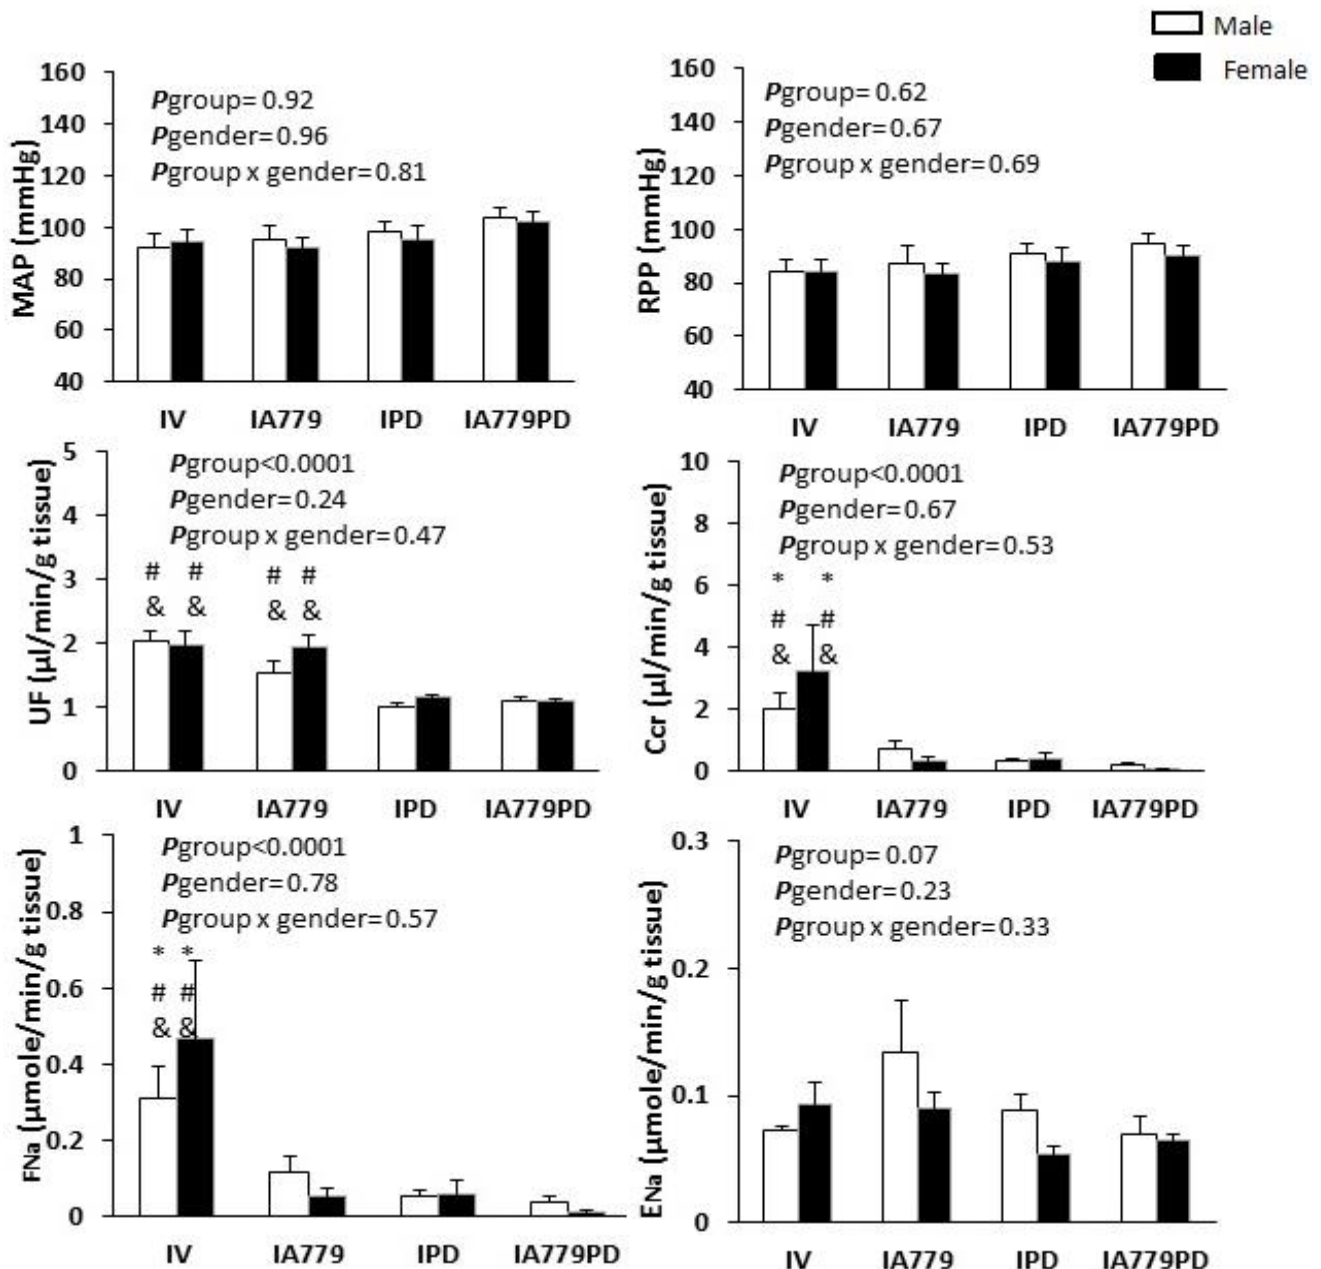 Male
Female
MAP (mmHg)
160
140
120
100
80
60
40
Pgroup= 0.92
Pgender= 0.96
Pgroup x gender= 0.81
IV IA779 IPD IA779PD
RPP (mmHg)
160
140
120
100
80
60
40
Pgroup= 0.62
Pgender= 0.67
Pgroup x gender= 0.69
IV IA779 IPD IA779PD
UF (µl/min/g tissue)
5
4
3
2
1
0
Pgroup<0.0001
Pgender= 0.24
Pgroup x gender= 0.47
# # # #
& & & &
IV IA779 IPD IA779PD
Ccr (µl/min/g tissue)
10
8
6
4
2
0
Pgroup<0.0001
Pgender= 0.67
Pgroup x gender= 0.53
* *
# #
& &
IV IA779 IPD IA779PD
FNa (µmole/min/g tissue)
1
0.8
0.6
0.4
0.2
0
Pgroup<0.0001
Pgender= 0.78
Pgroup x gender= 0.57
* *
# #
& &
IV IA779 IPD IA779PD
ENa (µmole/min/g tissue)
0.3
0.2
0.1
0
Pgroup= 0.07
Pgender= 0.23
Pgroup x gender= 0.33
IV IA779 IPD IA779PD